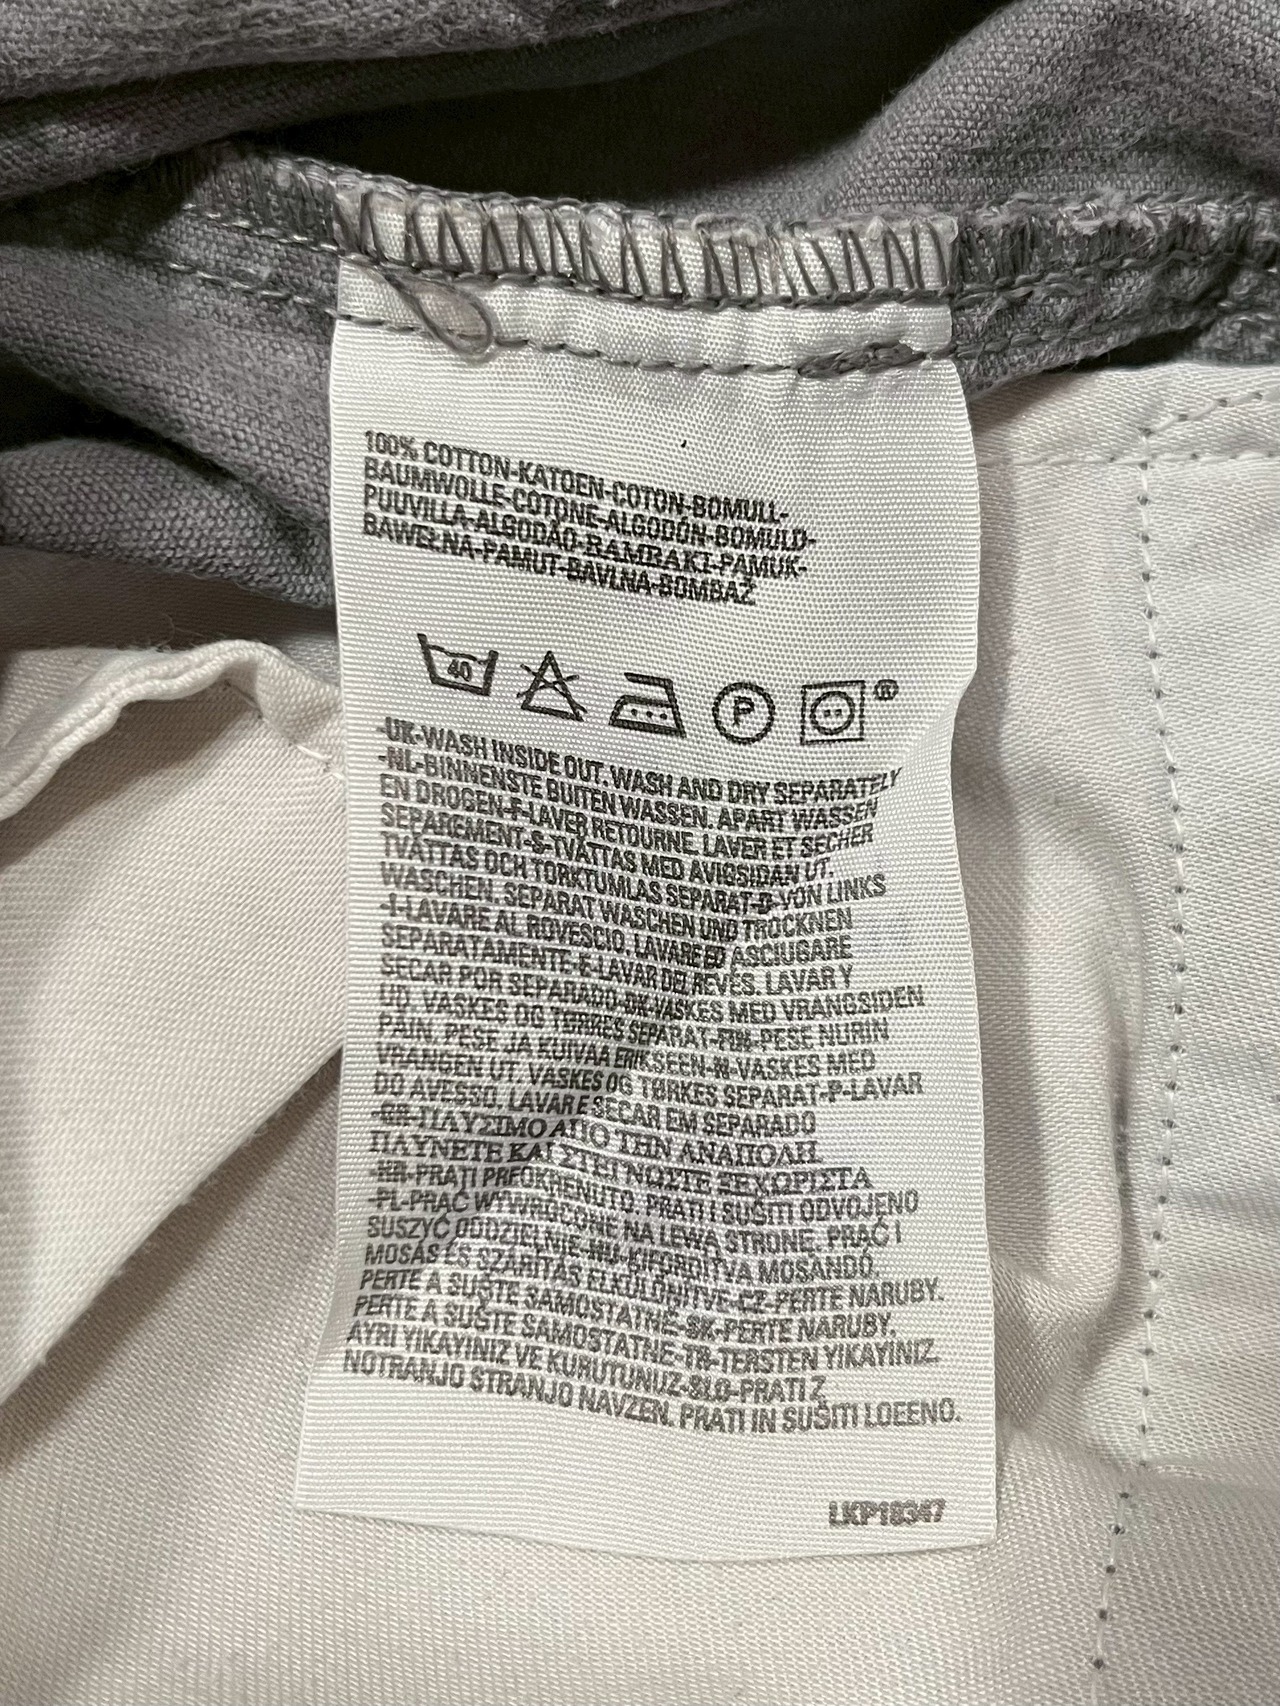 100% COTTON-KATOEN-COTON-BOMULL-
BAUMWOLLE-COTONE-ALGODÓN-BOMULD-
PUUVILLA-ALGODÃO-BAMBAKI-PAMUK-
BAWEŁNA-PAMUT-BAVLNA-BOMBAŽ
40
P
®
-UK-WASH INSIDE OUT. WASH AND DRY SEPARATELY
-NL-BINNENSTE BUITEN WASSEN. APART WASSEN
EN DROGEN-F-LAVER RETOURNE. LAVER ET SECHER
SEPAREMENT-S-TVÄTTAS MED AVIGSIDAN UT.
TVÄTTAS OCH TORKTUMLAS SEPARAT-D-VON LINKS
WASCHEN. SEPARAT WASCHEN UND TROCKNEN
-I-LAVARE AL ROVESCIO. LAVARE ED ASCIUGARE
SEPARATAMENTE-E-LAVAR DEL REVÉS. LAVAR Y
SECAR POR SEPARADO-DK-VASKES MED VRANGSIDEN
UD. VASKES OG TØRKES SEPARAT-FIN-PESE NURIN
PÄIN. PESE JA KUIVAA ERIKSEEN-N-VASKES MED
VRANGEN UT. VASKES OG TØRKES SEPARAT-P-LAVAR
DO AVESSO. LAVAR E SECAR EM SEPARADO
-GR-ΠΛΥΣΙΜΟ ΑΠΟ ΤΗΝ ΑΝΑΠΟΔΗ.
ΠΛΥΝΕΤΕ ΚΑΙ ΣΤΕΓΝΩΣΤΕ ΞΕΧΩΡΙΣΤΑ
-HR-PRATI PREOKRENUTO. PRATI I SUŠITI ODVOJENO
-PL-PRAĆ WYWRÓCONE NA LEWĄ STRONĘ. PRAĆ I
SUSZYĆ ODDZIELNIE-HU-KIFORDÍTVA MOSANDÓ.
MOSÁS ÉS SZÁRÍTÁS ELKÜLÖNÍTVE-CZ-PERTE NARUBY.
PERTE A SUŠTE SAMOSTATNĚ-SK-PERTE NARUBY.
PERTE A SUŠTE SAMOSTATNE-TR-TERSTEN YIKAYINIZ.
AYRI YIKAYINIZ VE KURUTUNUZ-SLO-PRATI Z
NOTRANJO STRANJO NAVZEN. PRATI IN SUŠITI LOEENO.
LKP18347